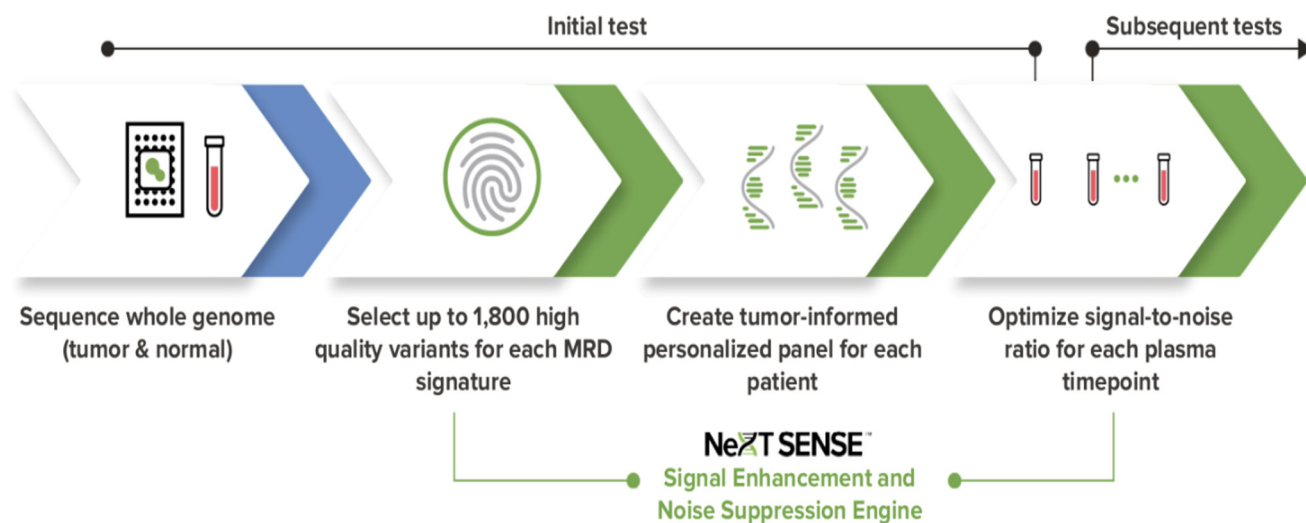 Initial test
Subsequent tests
Sequence whole genome
(tumor & normal)
Select up to 1,800 high
quality variants for each MRD
signature
Create tumor-informed
personalized panel for each
patient
Optimize signal-to-noise
ratio for each plasma
timepoint
NeXT SENSE™
Signal Enhancement and
Noise Suppression Engine